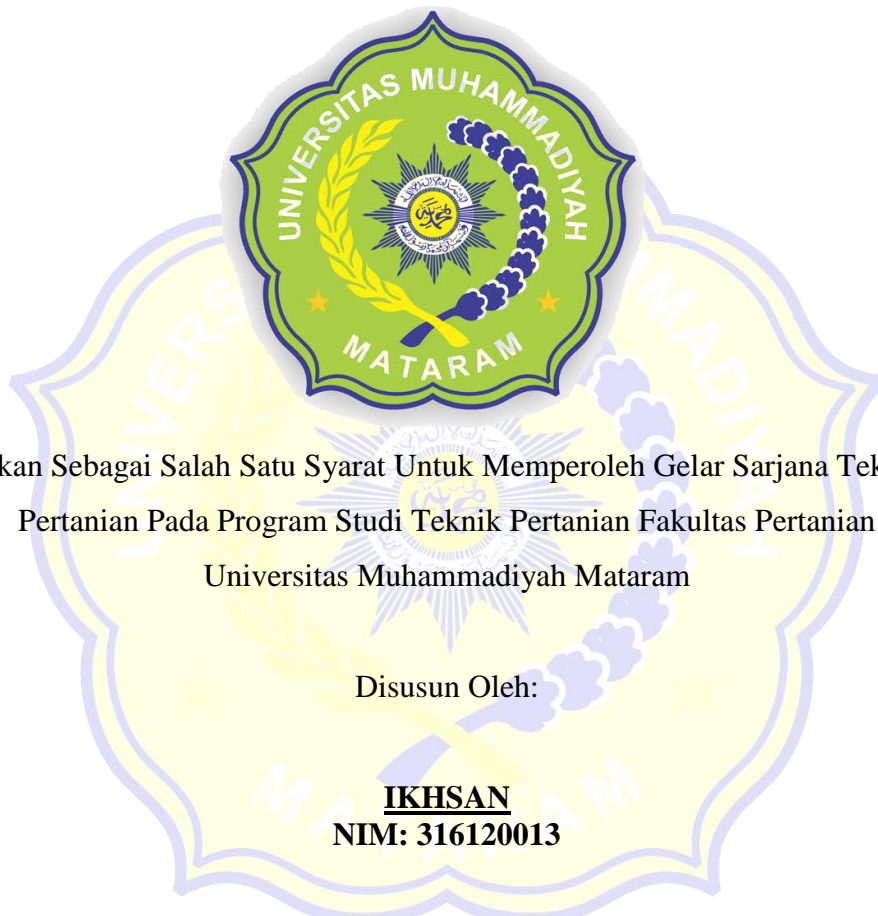 UNIVERSITAS MUHAMMADIYAH
MATARAM
kan Sebagai Salah Satu Syarat Untuk Memperoleh Gelar Sarjana Tek
Pertanian Pada Program Studi Teknik Pertanian Fakultas Pertanian
Universitas Muhammadiyah Mataram
Disusun Oleh:
IKHSAN
NIM: 316120013